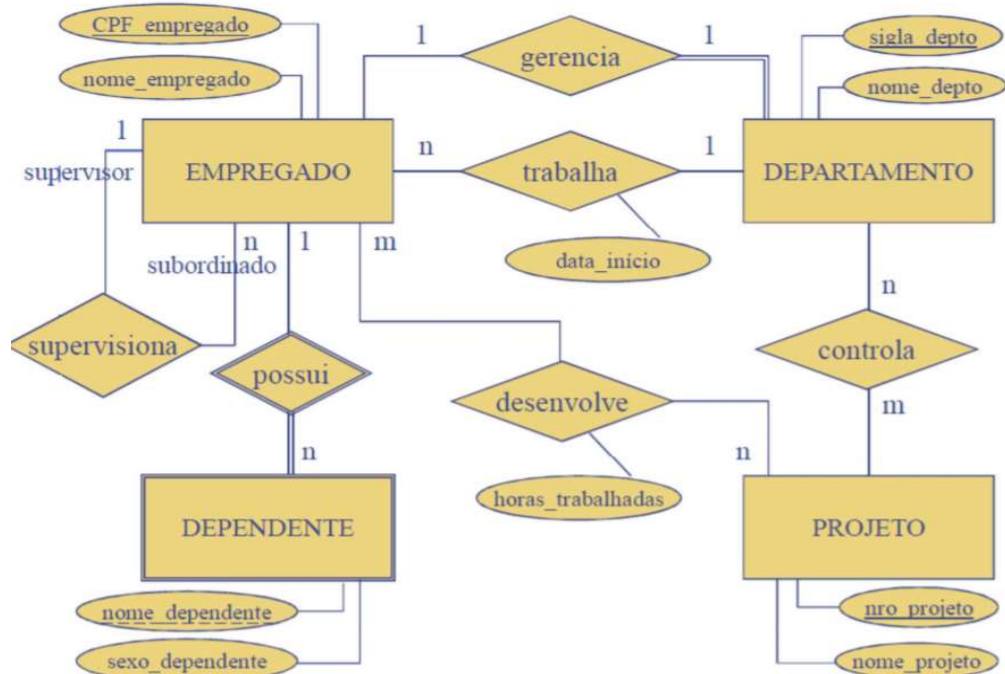 CPF_empregado
1
1
sigla_depto
gerencia
nome_empregado
nome_depto
1
n
1
supervisor
EMPREGADO
trabalha
DEPARTAMENTO
n
1
m
subordinado
data_início
n
supervisiona
possui
controla
desenvolve
m
n
n
horas_trabalhadas
DEPENDENTE
PROJETO
nome_dependente
nro_projeto
sexo_dependente
nome_projeto